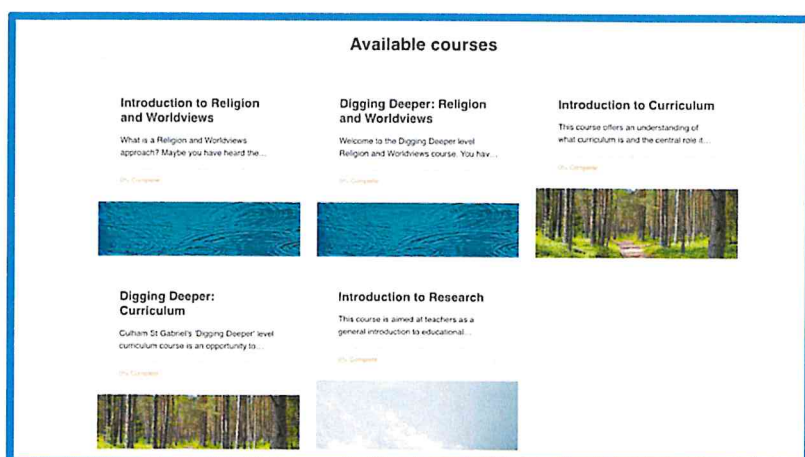 Available courses
Introduction to Religion
and Worldviews
What is a Religion and Worldviews
approach? Maybe you have heard the...
0% Complete
Digging Deeper: Religion
and Worldviews
Welcome to the Digging Deeper level
Religion and Worldviews course. You hav...
0% Complete
Introduction to Curriculum
This course offers an understanding of
what curriculum is and the central role it...
0% Complete
Digging Deeper:
Curriculum
Culham St Gabriel's 'Digging Deeper' level
curriculum course is an opportunity to...
0% Complete
Introduction to Research
This course is aimed at teachers as a
general introduction to educational...
0% Complete